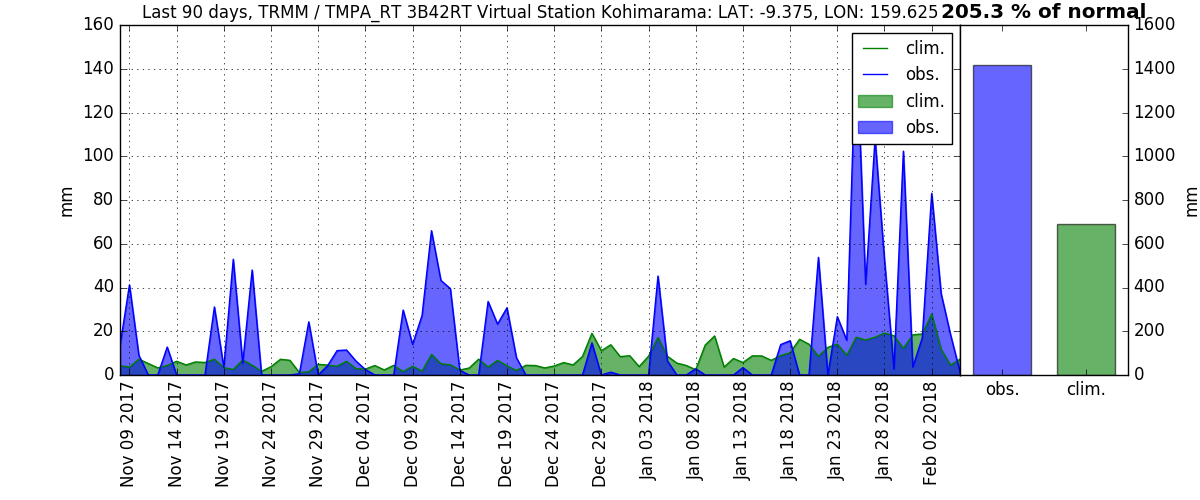 Last 90 days, TRMM / TMPA_RT 3B42RT Virtual Station Kohimarama: LAT: -9.375, LON: 159.625 205.3 % of normal
160
140
120
100
80
60
40
20
0
mm
clim.
obs.
clim.
obs.
1600
1400
1200
1000
800
600
400
200
0
mm
Nov 09 2017
Nov 14 2017
Nov 19 2017
Nov 24 2017
Nov 29 2017
Dec 04 2017
Dec 09 2017
Dec 14 2017
Dec 19 2017
Dec 24 2017
Dec 29 2017
Jan 03 2018
Jan 08 2018
Jan 13 2018
Jan 18 2018
Jan 23 2018
Jan 28 2018
Feb 02 2018
obs.
clim.